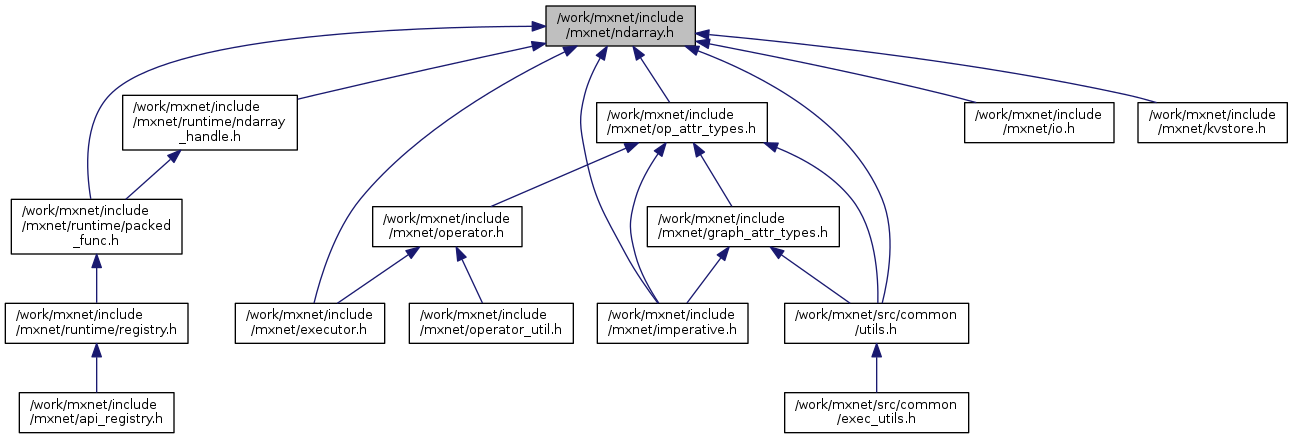 /work/mxnet/include
/mxnet/ndarray.h
/work/mxnet/include
/mxnet/runtime/ndarray
_handle.h
/work/mxnet/include
/mxnet/op_attr_types.h
/work/mxnet/include
/mxnet/io.h
/work/mxnet/include
/mxnet/kvstore.h
/work/mxnet/include
/mxnet/runtime/packed
_func.h
/work/mxnet/include
/mxnet/operator.h
/work/mxnet/include
/mxnet/graph_attr_types.h
/work/mxnet/include
/mxnet/runtime/registry.h
/work/mxnet/include
/mxnet/executor.h
/work/mxnet/include
/mxnet/operator_util.h
/work/mxnet/include
/mxnet/imperative.h
/work/mxnet/src/common
/utils.h
/work/mxnet/include
/mxnet/api_registry.h
/work/mxnet/src/common
/exec_utils.h